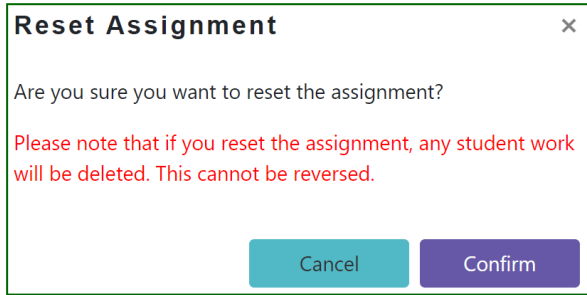 Reset Assignment ×
Are you sure you want to reset the assignment?
Please note that if you reset the assignment, any student work
will be deleted. This cannot be reversed.
Cancel Confirm